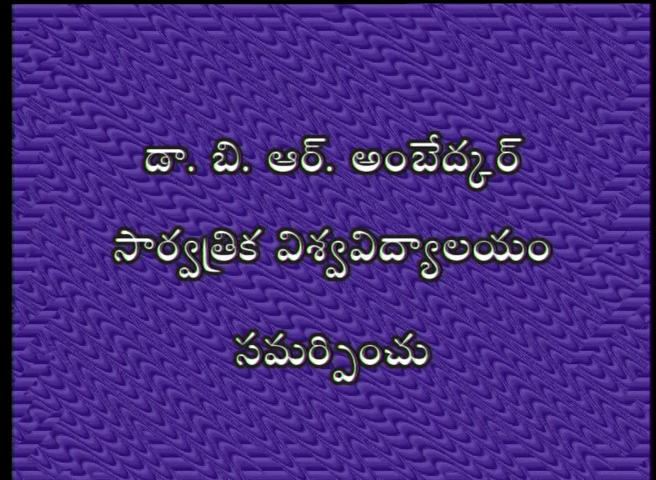 డా. బి. ఆర్. అంబేద్కర్
సార్వత్రిక విశ్వవిద్యాలయం
సమర్పించు